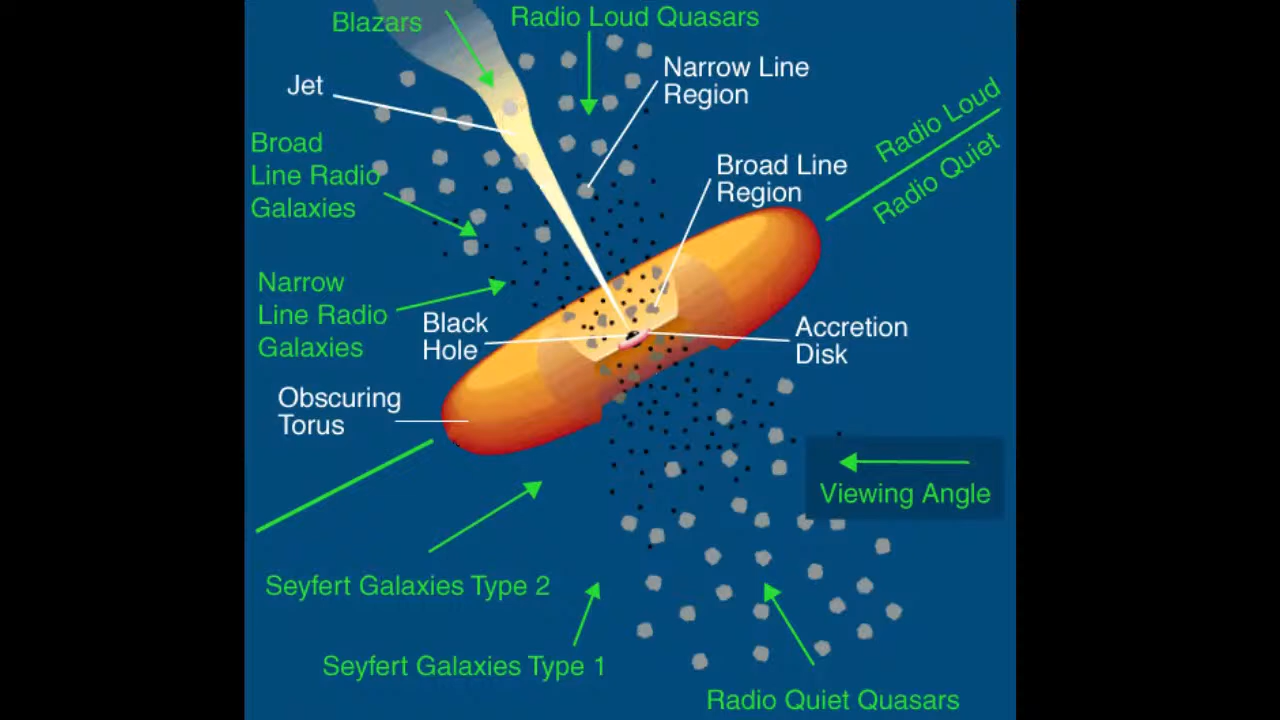 Blazars
Radio Loud Quasars
Jet
Narrow Line
Region
Radio Loud
Radio Quiet
Broad
Line Radio
Galaxies
Broad Line
Region
Narrow
Line Radio
Galaxies
Black
Hole
Accretion
Disk
Obscuring
Torus
Viewing Angle
Seyfert Galaxies Type 2
Seyfert Galaxies Type 1
Radio Quiet Quasars